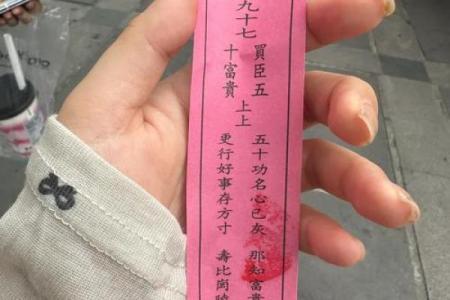 九十七
買臣五
十富貴
上上
五十功名心已灰 那知富貴
更行好事存方寸 壽比崗